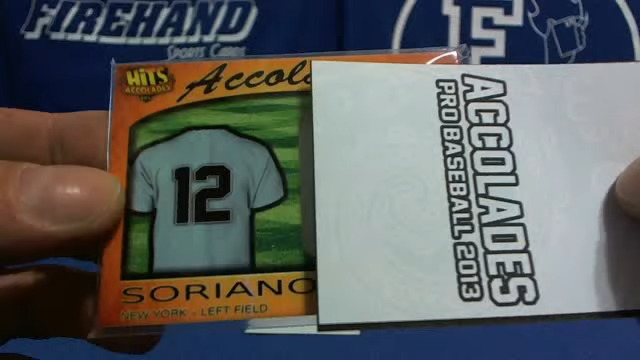 FIREHAND
SPORTS CARDS
F
HITS
ACCOLADES
Accol
12
SORIANO
NEW YORK - LEFT FIELD
ACCOLADES
PRO BASEBALL 2013